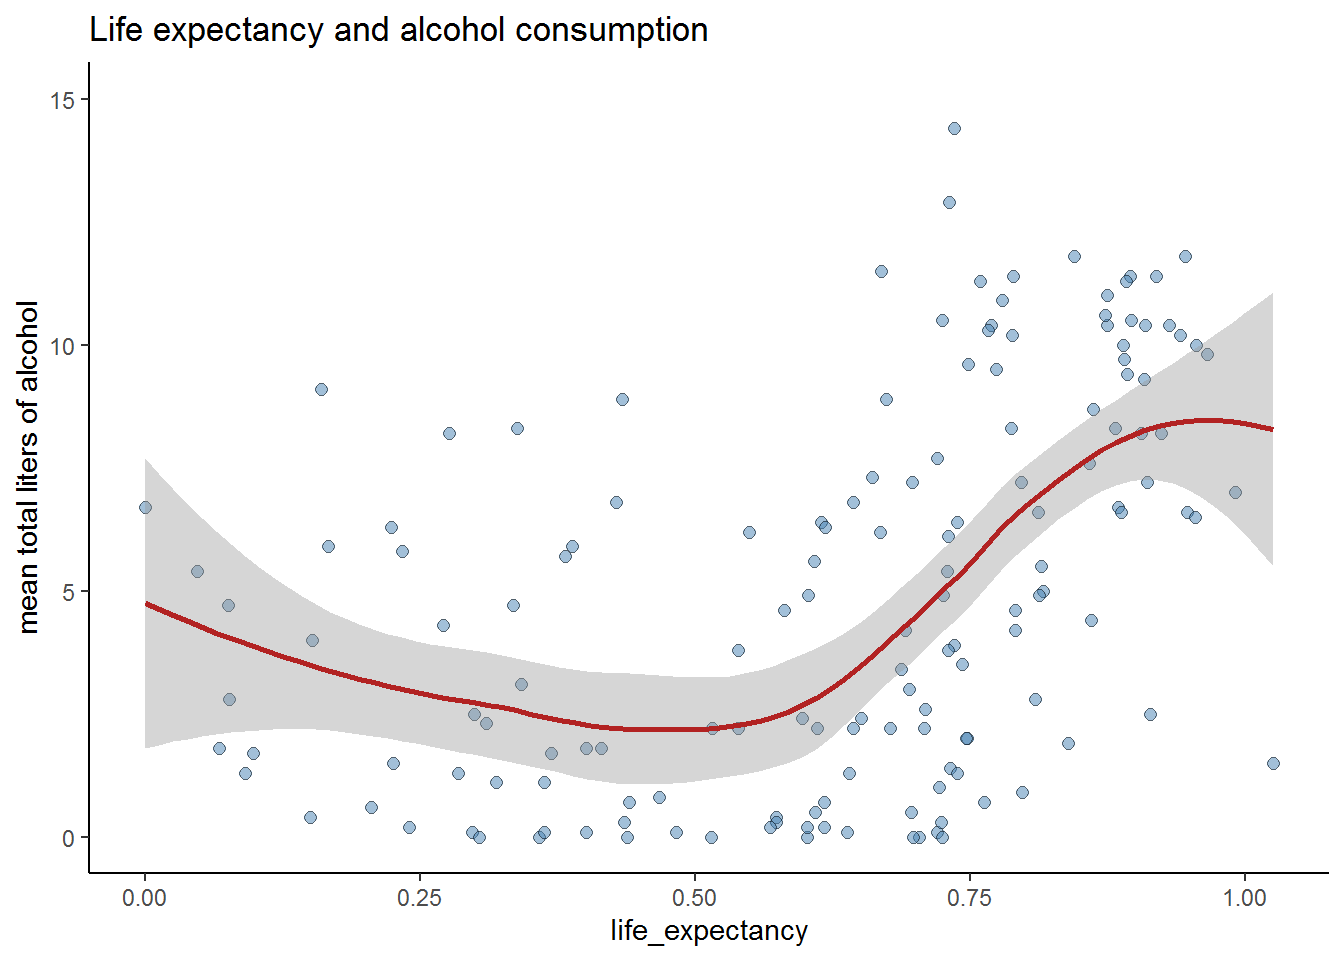 Life expectancy and alcohol consumption
mean total liters of alcohol
15
10
5
0
0.00 0.25 0.50 0.75 1.00
life_expectancy